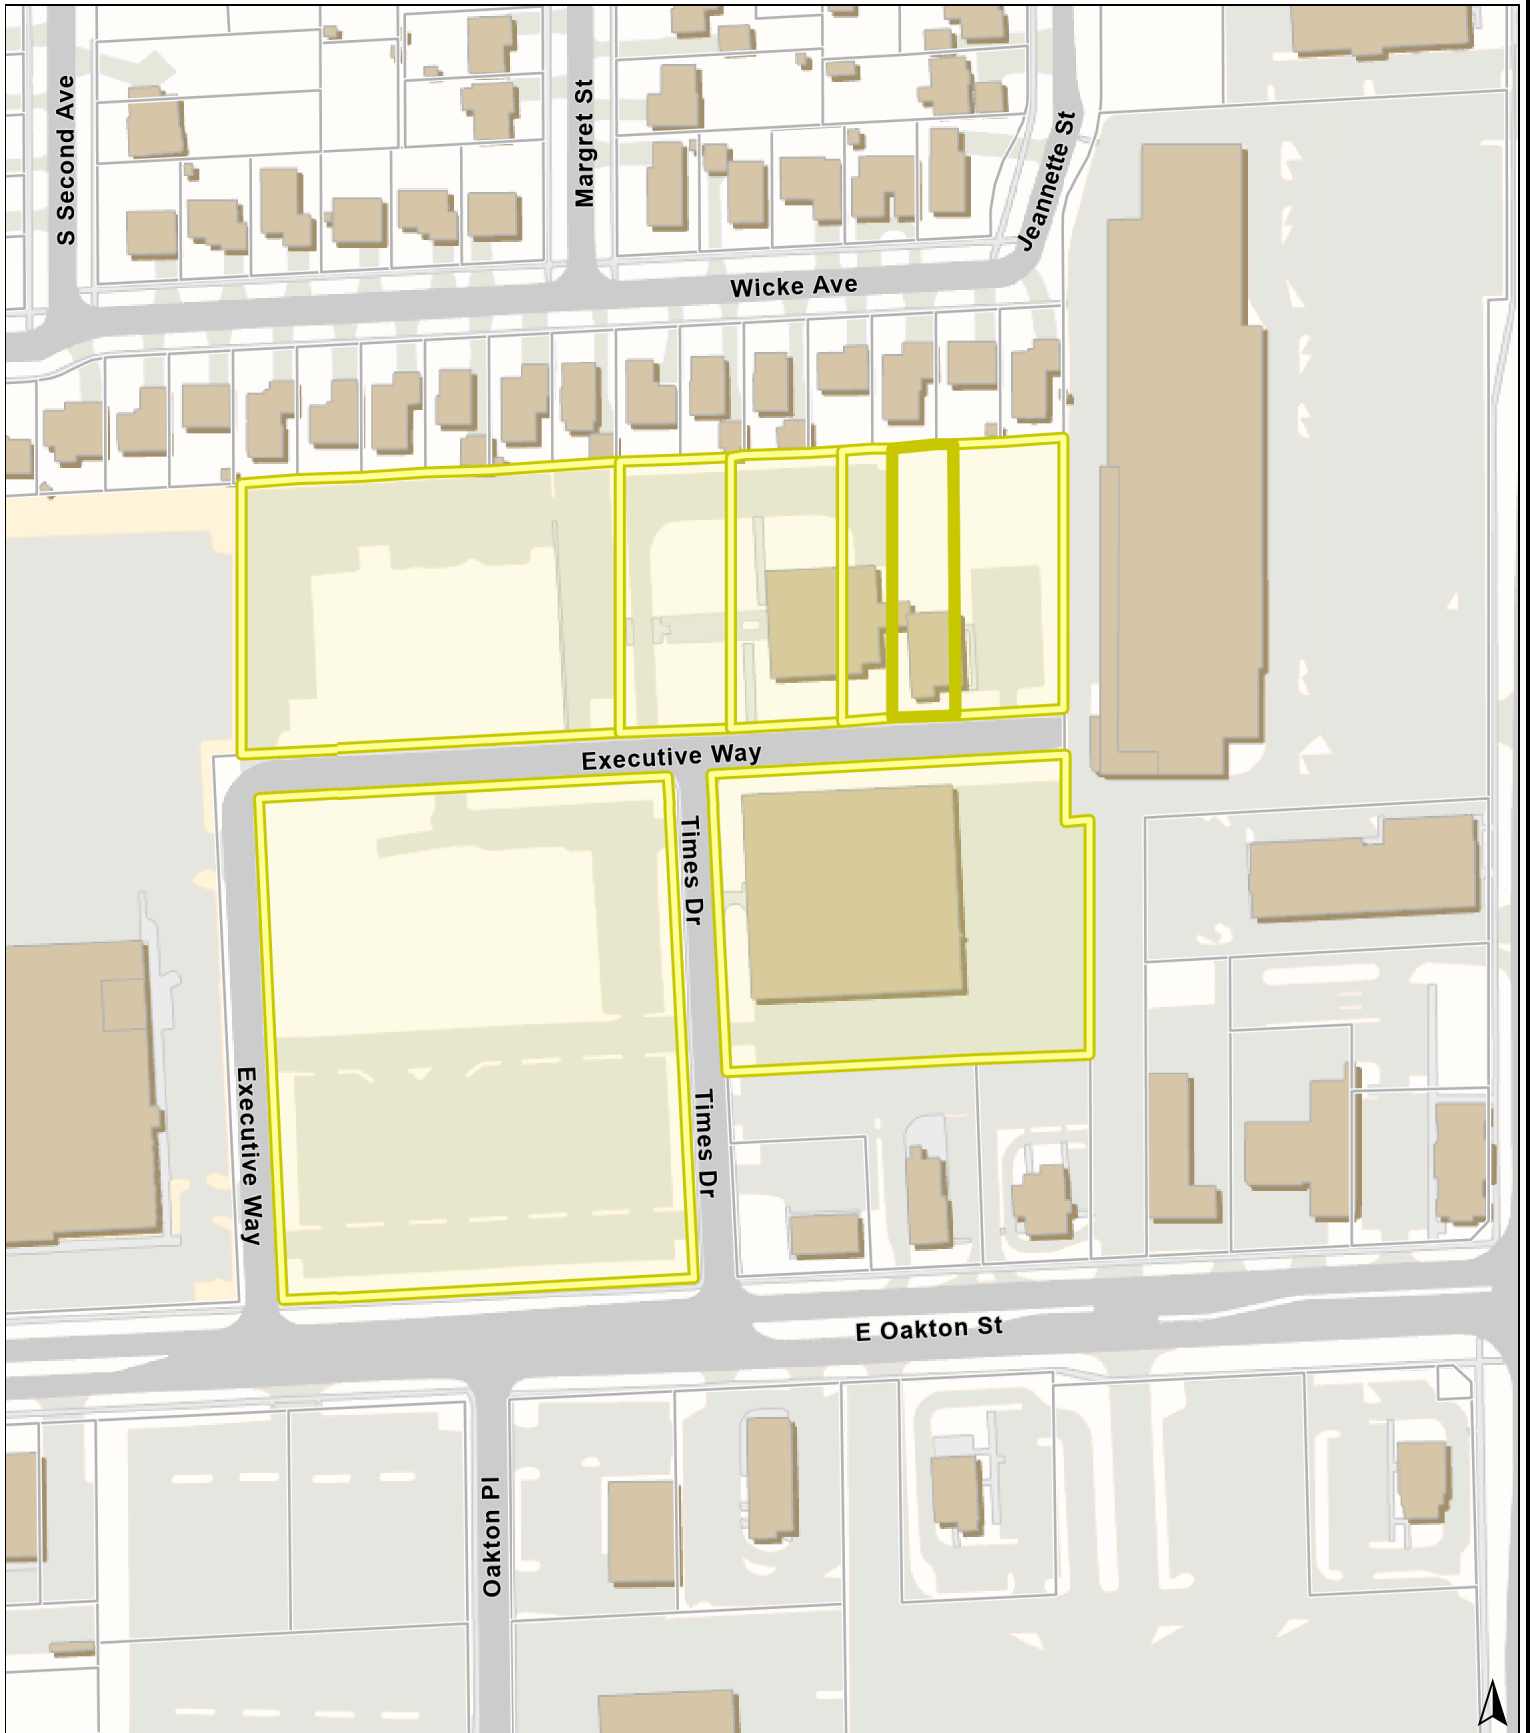 S Second Ave
Margret St
Jeannette St
Wicke Ave
Executive Way
Times Dr
Executive Way
Times Dr
E Oakton St
Oakton Pl